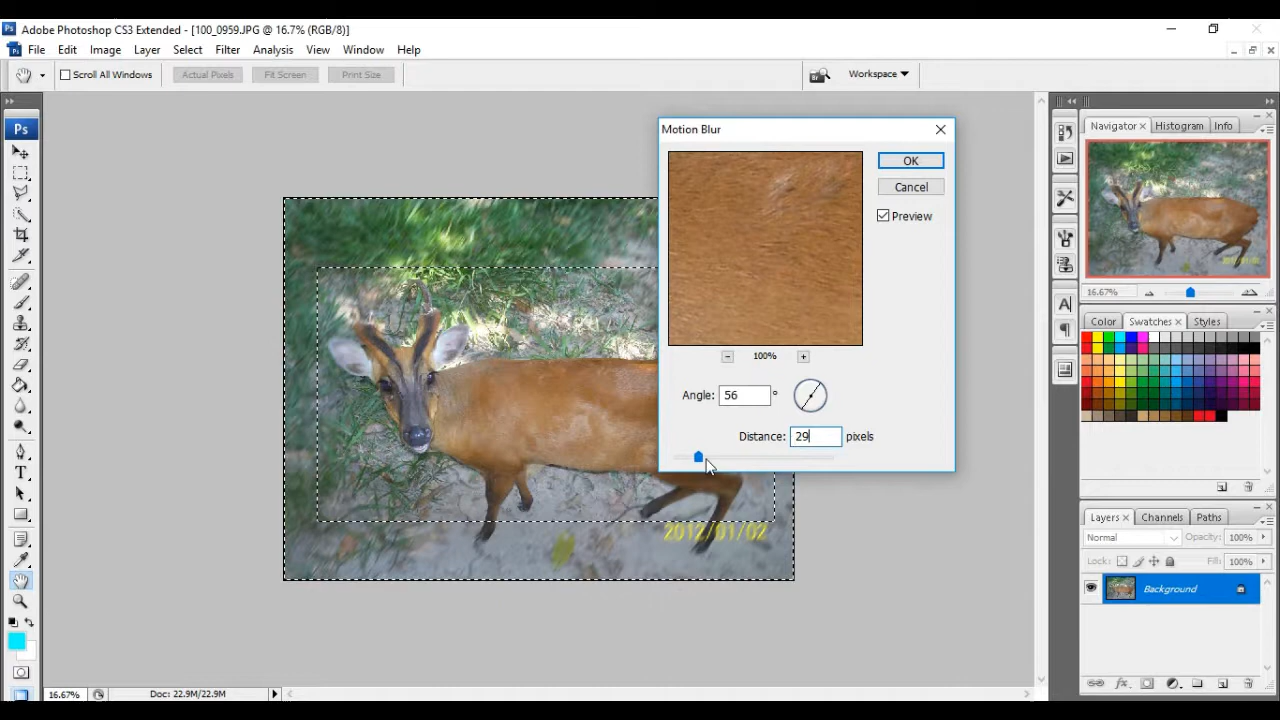 Ps Adobe Photoshop CS3 Extended - [100_0959.JPG @ 16.7% (RGB/8)]
File Edit Image Layer Select Filter Analysis View Window Help
Scroll All Windows Actual Pixels Fit Screen Print Size Workspace
Ps
T
Motion Blur
OK
Cancel
Preview
100%
Angle: 56 °
Distance: 29 pixels
2012/01/02
Navigator Histogram Info
16.67%
Color Swatches Styles
A
Layers Channels Paths
Normal Opacity: 100%
Lock: Fill: 100%
Background
16.67% Doc: 22.9M/22.9M